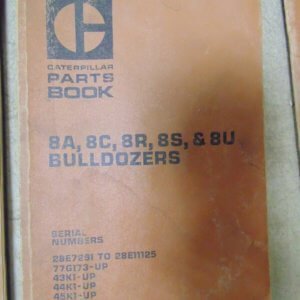 CATERPILLAR
PARTS
BOOK
8A, 8C, 8R, 8S, & 8U
BULLDOZERS
SERIAL
NUMBERS
28E7291 TO 28E11125
77G173-UP
43K1-UP
44K1-UP
45K1-UP